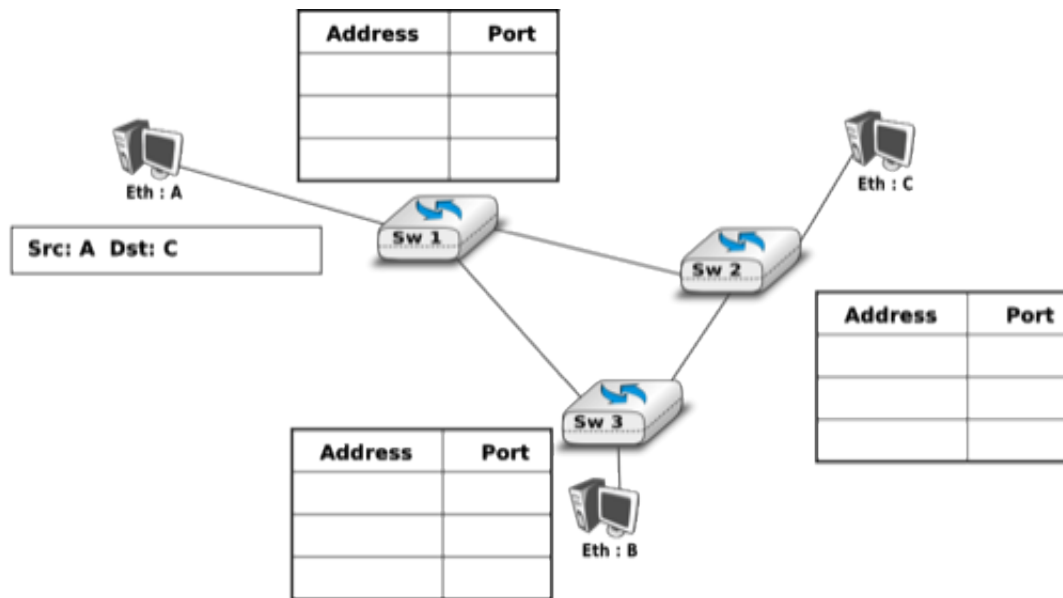 Address Port
Eth : A
Eth : C
Src: A Dst: C
Sw 1
Sw 2
Address Port
Sw 3
Address Port
Eth : B